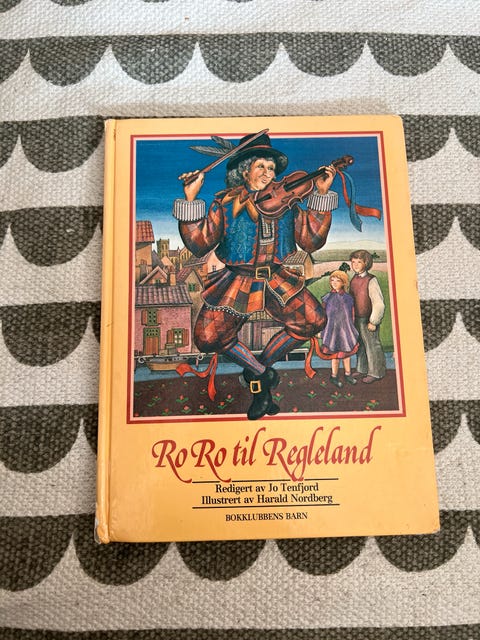 Ro Ro til Regleland
Redigert av Jo Tenfjord
Illustrert av Harald Nordberg
BOKKLUBBENS BARN